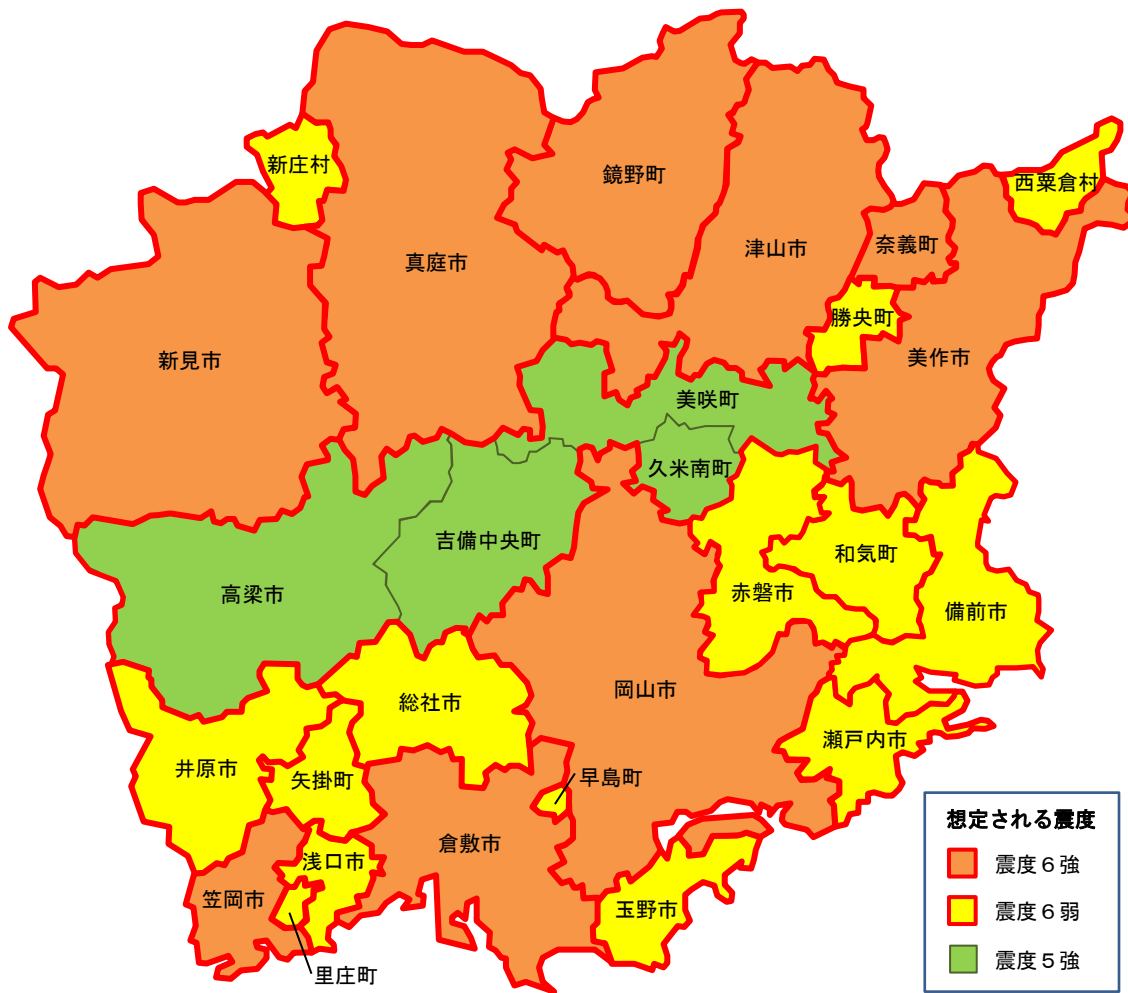 新庄村
鏡野町
西粟倉村
真庭市
津山市
奈義町
勝央町
新見市
美作市
美咲町
久米南町
吉備中央町
和気町
高梁市
赤磐市
備前市
岡山市
総社市
瀬戸内市
井原市
矢掛町
早島町
倉敷市
浅口市
笠岡市
玉野市
里庄町
想定される震度
震度６強
震度６弱
震度５強